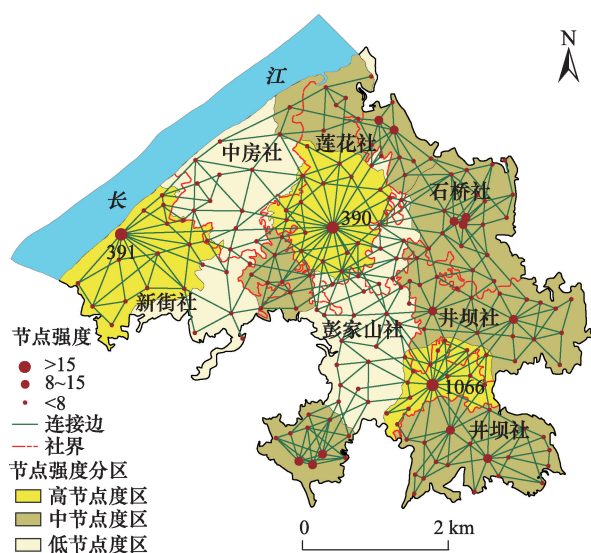 N
江
长
中房社
莲花社
石桥社
390
391
新街社
彭家山社
井坝社
1066
井坝社
节点强度
>15
8~15
<8
连接边
社界
节点强度分区
高节点度区
中节点度区
低节点度区
0 2 km